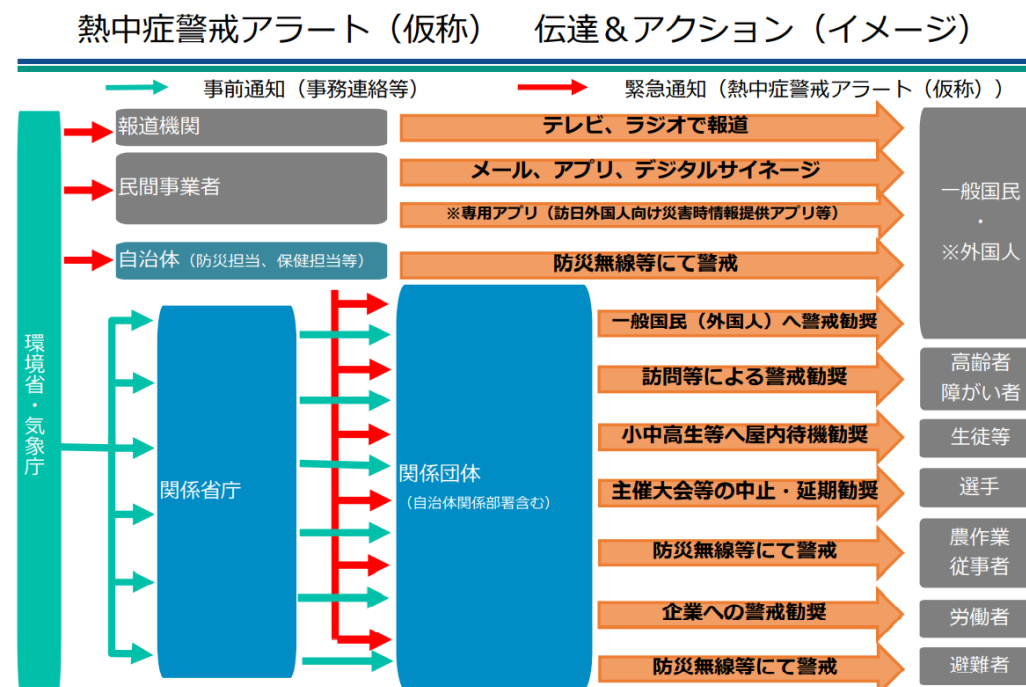 熱中症警戒アラート（仮称）　伝達＆アクション（イメージ）
事前通知（事務連絡等）
緊急通知（熱中症警戒アラート（仮称））
環境省・気象庁
報道機関
テレビ、ラジオで報道
民間事業者
メール、アプリ、デジタルサイネージ
※専用アプリ（訪日外国人向け災害時情報提供アプリ等）
自治体（防災担当、保健担当等）
防災無線等にて警戒
一般国民
・
※外国人
関係省庁
関係団体
（自治体関係部署含む）
一般国民（外国人）へ警戒勧奨
訪問等による警戒勧奨
高齢者
障がい者
小中高生等へ屋内待機勧奨
生徒等
主催大会等の中止・延期勧奨
選手
防災無線等にて警戒
農作業
従事者
企業への警戒勧奨
労働者
防災無線等にて警戒
避難者